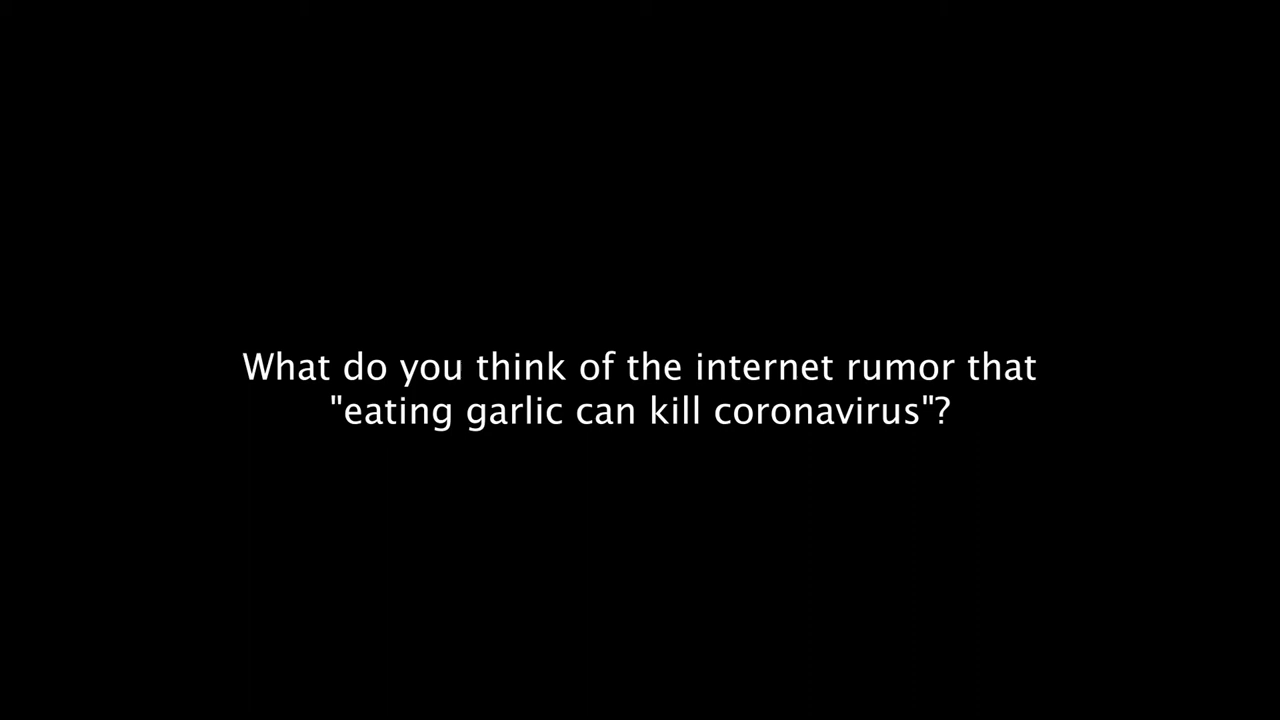 What do you think of the internet rumor that
"eating garlic can kill coronavirus"?